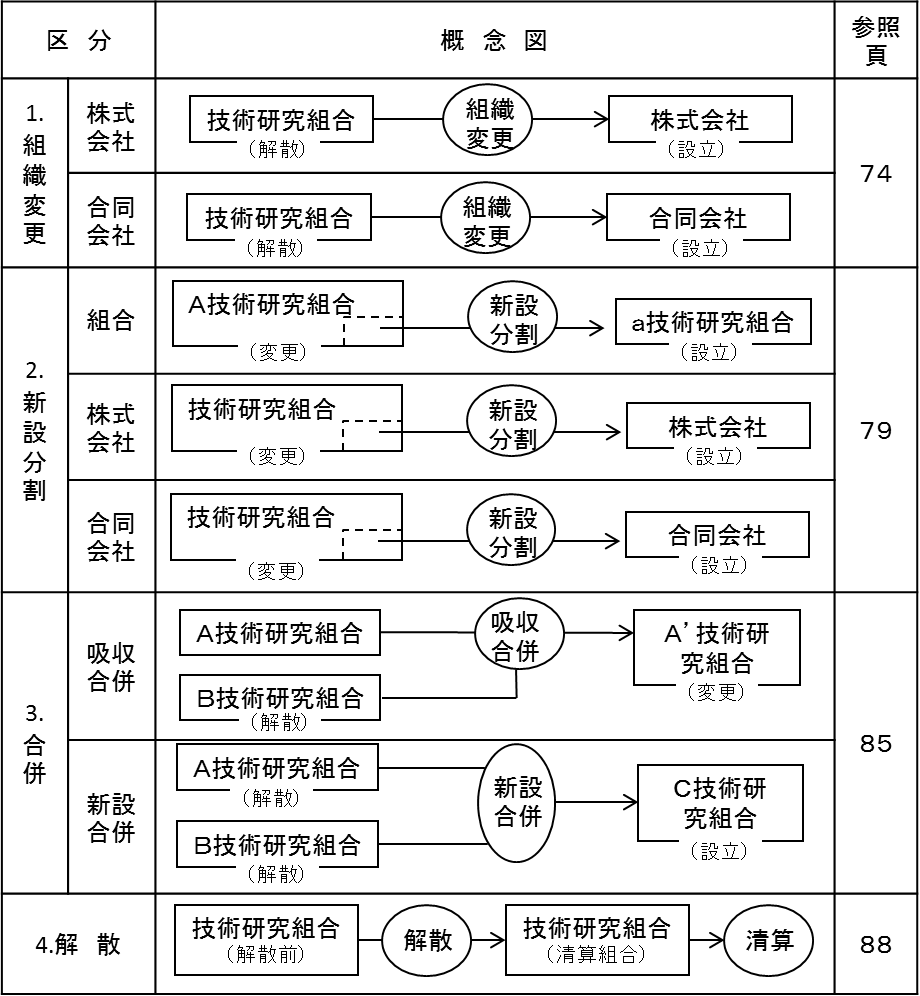 区 分
概 念 図
参照
頁
1.
組
織
変
更
株式
会社
技術研究組合
(解散)
組織
変更
株式会社
(設立)
74
合同
会社
技術研究組合
(解散)
組織
変更
合同会社
(設立)
2.
新
設
分
割
組合
A技術研究組合
(変更)
新設
分割
a技術研究組合
(設立)
79
株式
会社
技術研究組合
(変更)
新設
分割
株式会社
(設立)
合同
会社
技術研究組合
(変更)
新設
分割
合同会社
(設立)
3.
合
併
吸収
合併
A技術研究組合
B技術研究組合
(解散)
吸収
合併
A’技術研
究組合
(変更)
85
新設
合併
A技術研究組合
(解散)
B技術研究組合
(解散)
新設
合併
C技術研
究組合
(設立)
4.解 散
技術研究組合
(解散前)
解散
技術研究組合
(清算組合)
清算
88